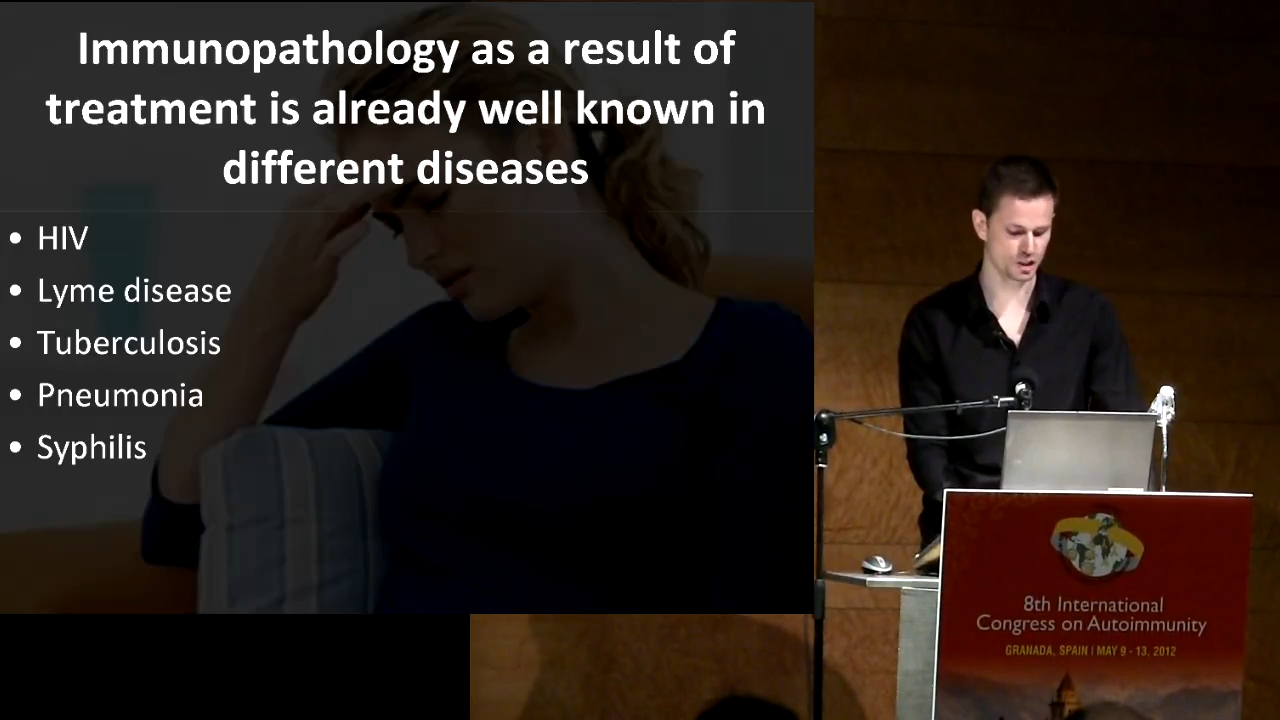 Immunopathology as a result of
treatment is already well known in
different diseases
• HIV
• Lyme disease
• Tuberculosis
• Pneumonia
• Syphilis
8th International
Congress on Autoimmunity
GRANADA, SPAIN | MAY 9 - 13, 2012